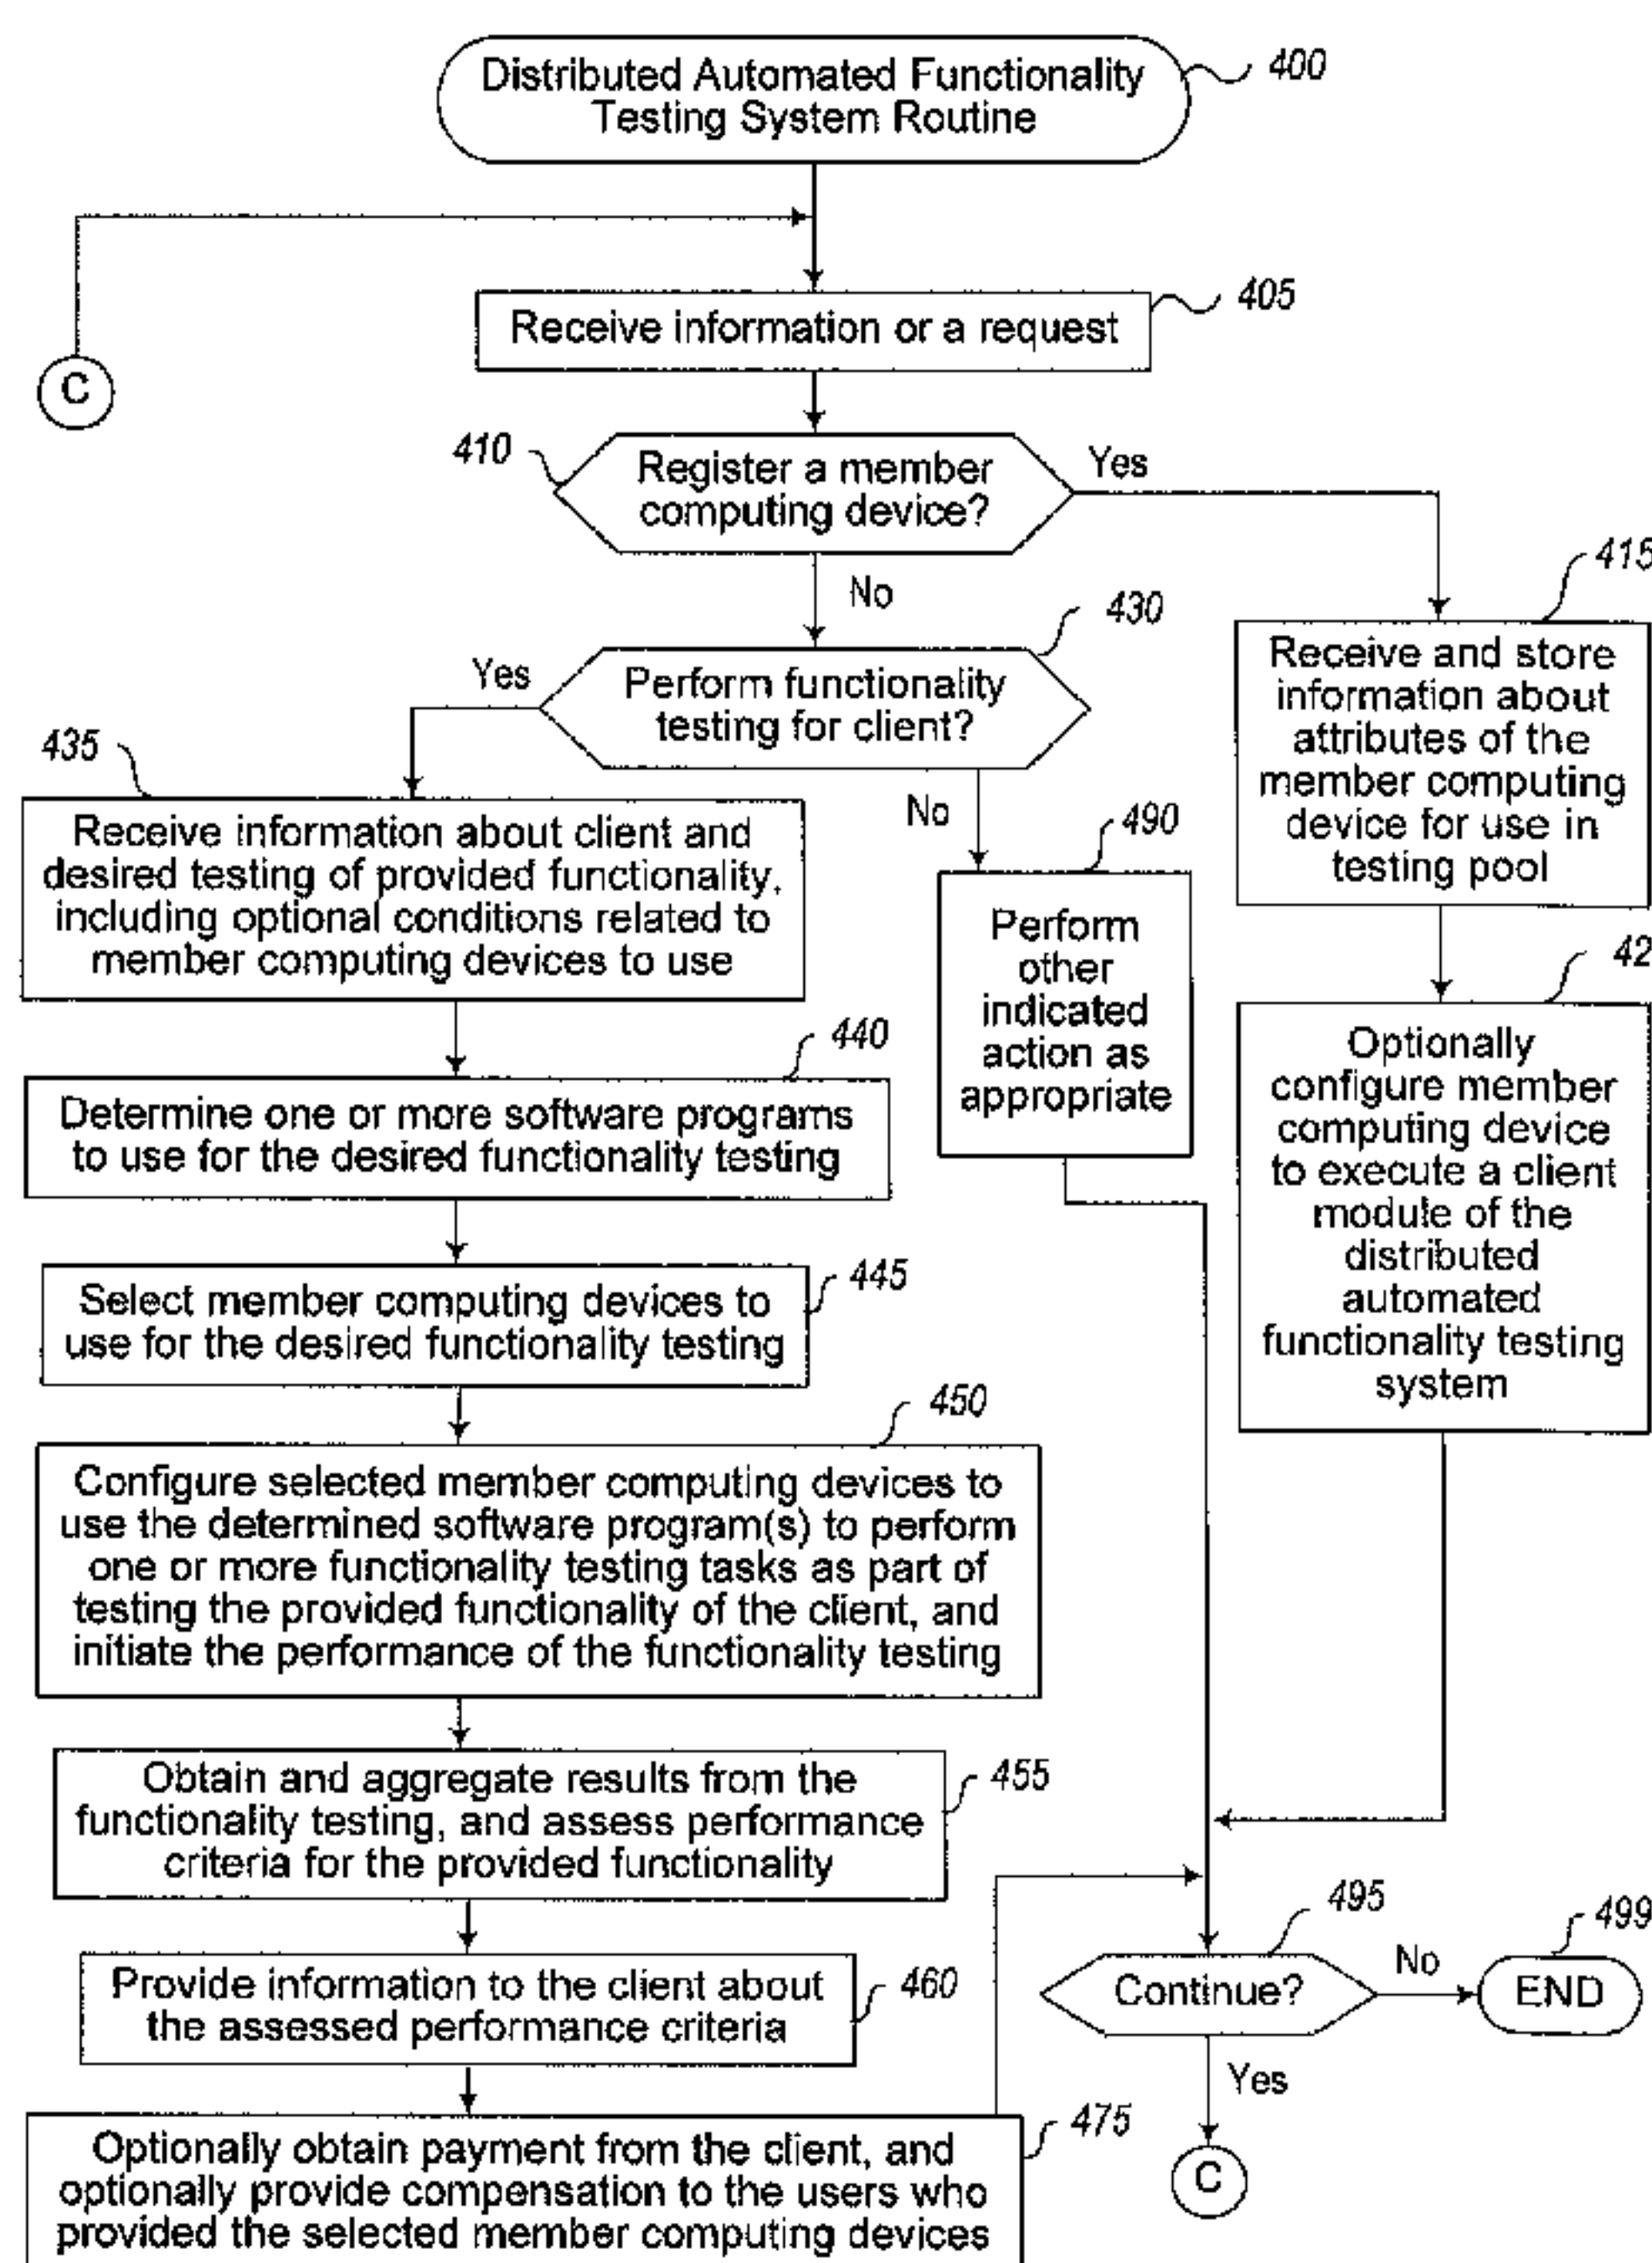 Distributed Automated Functionality
Testing System Routine
400
405
Receive information or a request
C
410
Register a member
computing device?
Yes
No
415
Receive and store
information about
attributes of the
member computing
device for use in
testing pool
430
Perform functionality
testing for client?
Yes
No
435
Receive information about client and
desired testing of provided functionality,
including optional conditions related to
member computing devices to use
490
Perform
other
indicated
action as
appropriate
42
Optionally
configure member
computing device
to execute a client
module of the
distributed
automated
functionality testing
system
440
Determine one or more software programs
to use for the desired functionality testing
445
Select member computing devices to
use for the desired functionality testing
450
Configure selected member computing devices to
use the determined software program(s) to perform
one or more functionality testing tasks as part of
testing the provided functionality of the client, and
initiate the performance of the functionality testing
455
Obtain and aggregate results from the
functionality testing, and assess performance
criteria for the provided functionality
460
Provide information to the client about
the assessed performance criteria
475
Optionally obtain payment from the client, and
optionally provide compensation to the users who
provided the selected member computing devices
495
Continue?
No
499
END
Yes
C